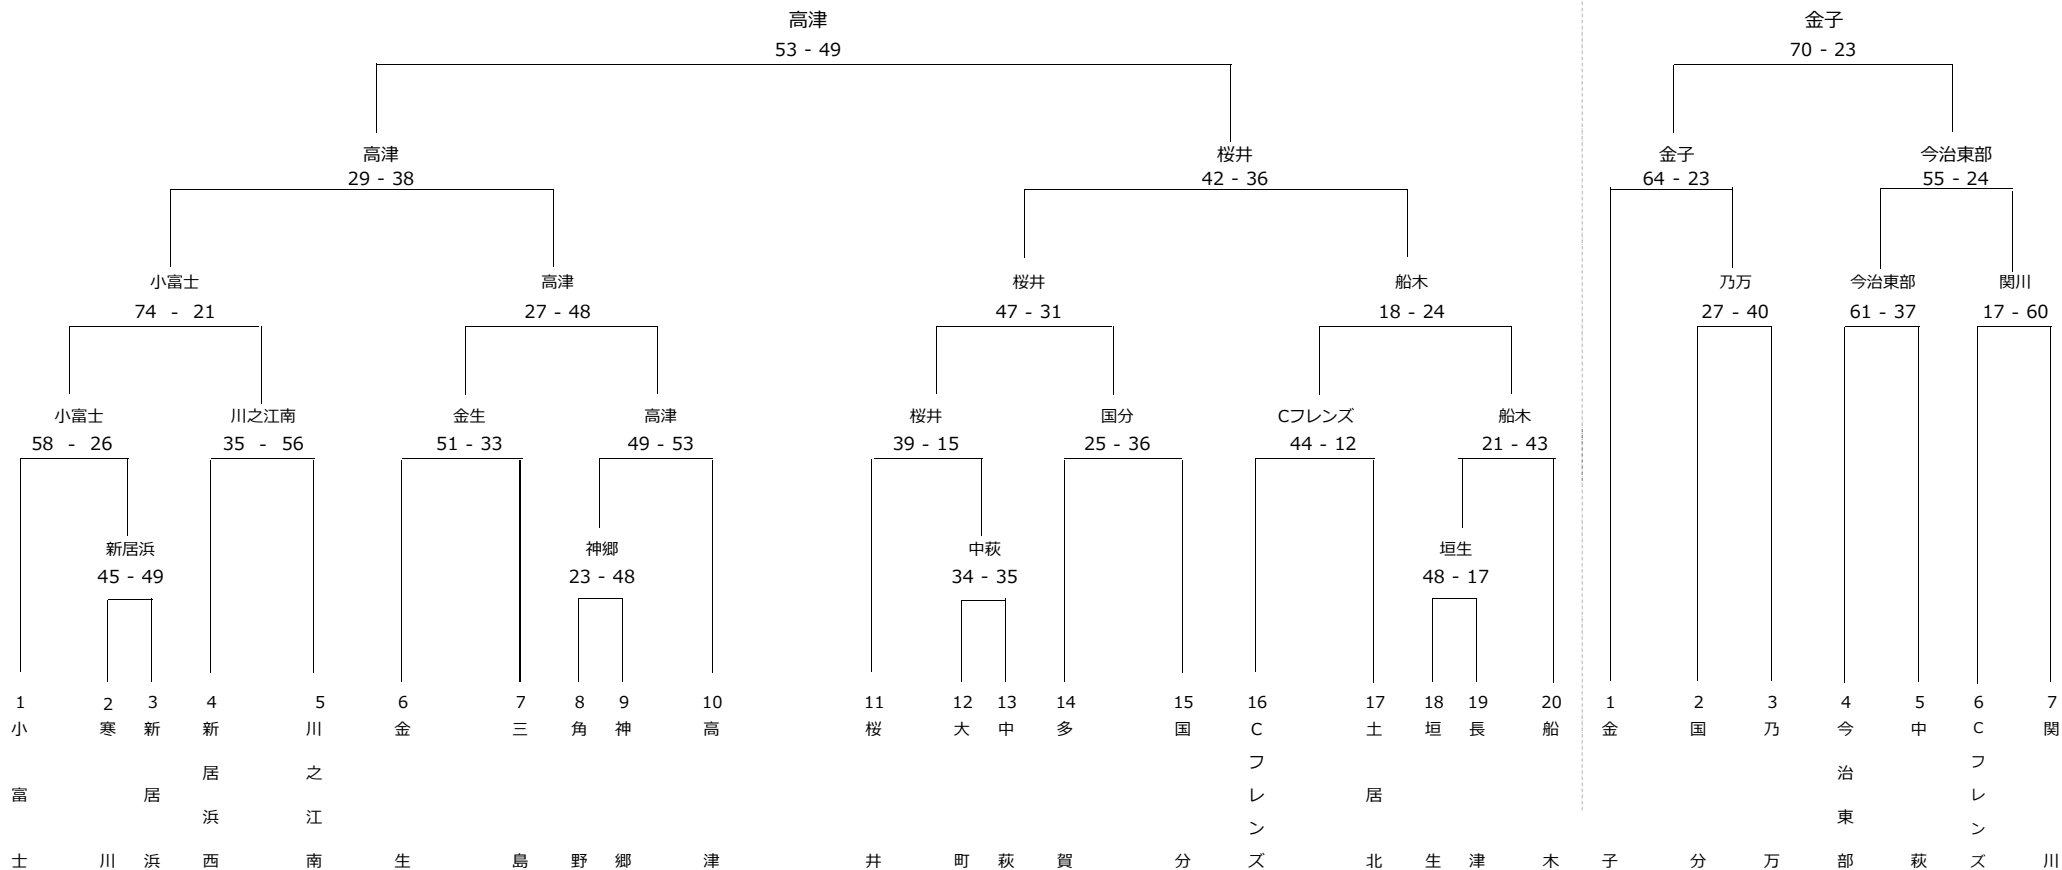 高津 金子
53 - 49 70 - 23
高津 桜井 金子 今治東部
29 - 38 42 - 36 64 - 23 55 - 24
小富士 高津 桜井 船木 乃万 今治東部 関川
74 - 21 27 - 48 47 - 31 18 - 24 27 - 40 61 - 37 17 - 60
小富士 川之江南 金生 高津 桜井 国分 Cフレンズ 船木
58 - 26 35 - 56 51 - 33 49 - 53 39 - 15 25 - 36 44 - 12 21 - 43
新居浜 神郷 中萩 垣生
45 - 49 23 - 48 34 - 35 48 - 17
1 2 3 4 5 6 7 8 9 10 11 12 13 14 15 16 17 18 19 20 1 2 3 4 5 6 7
小富士
寒川
新居浜
新居浜西
川之江南
金生
三島
角野
神郷
高津
桜井
大町
中萩
多賀
国分
Cフレンズ
土居北
垣生
長津
船木
金子
国分
乃万
今治東部
中萩
Cフレンズ
関川